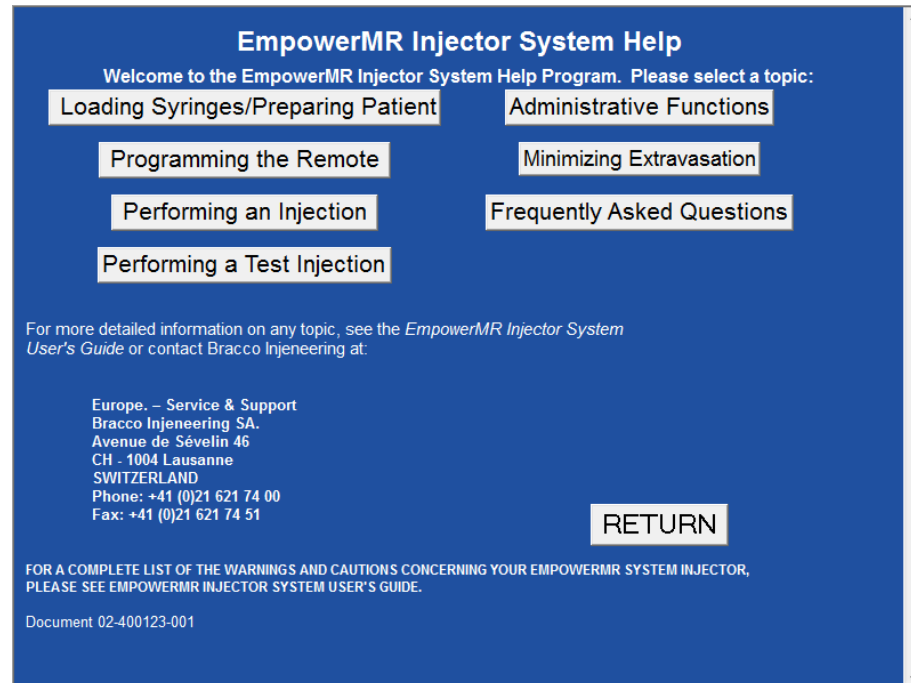 EmpowerMR Injector System Help
Welcome to the EmpowerMR Injector System Help Program. Please select a topic:
Loading Syringes/Preparing Patient
Administrative Functions
Programming the Remote
Minimizing Extravasation
Performing an Injection
Frequently Asked Questions
Performing a Test Injection
For more detailed information on any topic, see the EmpowerMR Injector System
User's Guide or contact Bracco Injeneering at:
Europe. – Service & Support
Bracco Injeneering SA.
Avenue de Sévelin 46
CH - 1004 Lausanne
SWITZERLAND
Phone: +41 (0)21 621 74 00
Fax: +41 (0)21 621 74 51
RETURN
FOR A COMPLETE LIST OF THE WARNINGS AND CAUTIONS CONCERNING YOUR EMPOWERMR SYSTEM INJECTOR,
PLEASE SEE EMPOWERMR INJECTOR SYSTEM USER'S GUIDE.
Document 02-400123-001